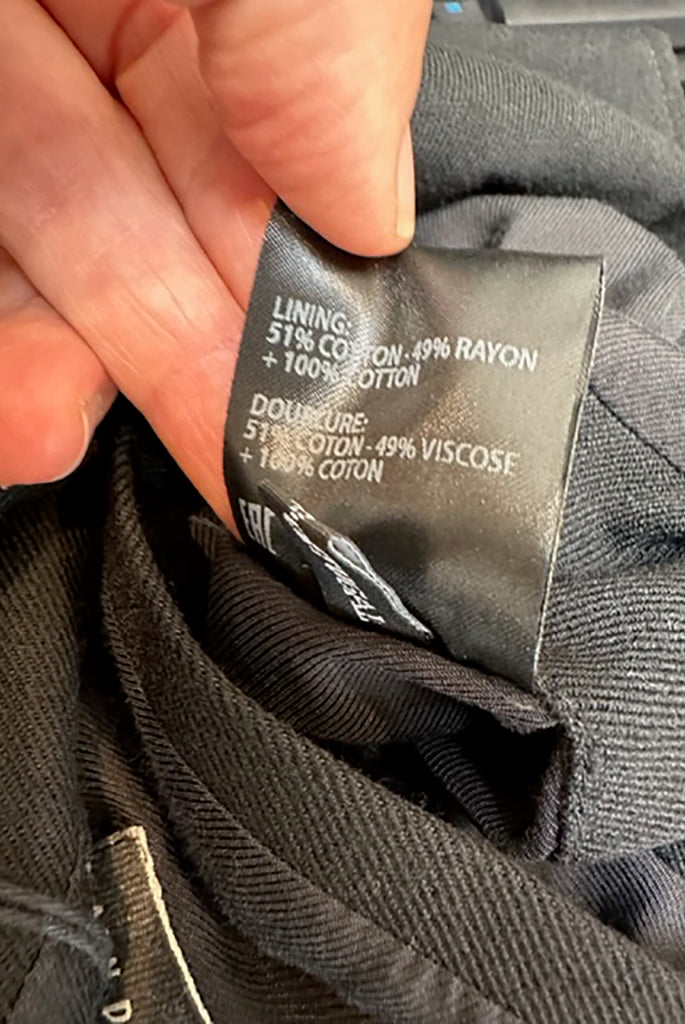 LINING:
51% COTTON - 49% RAYON
+ 100% COTTON
DOUBLURE:
51% COTON - 49% VISCOSE
+ 100% COTON
EAC